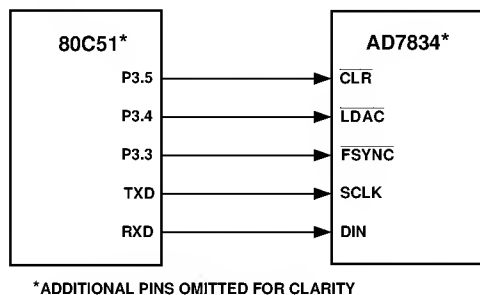 80C51*
AD7834*
P3.5
CLR
P3.4
LDAC
P3.3
FSYNC
TXD
SCLK
RXD
DIN
*ADDITIONAL PINS OMITTED FOR CLARITY